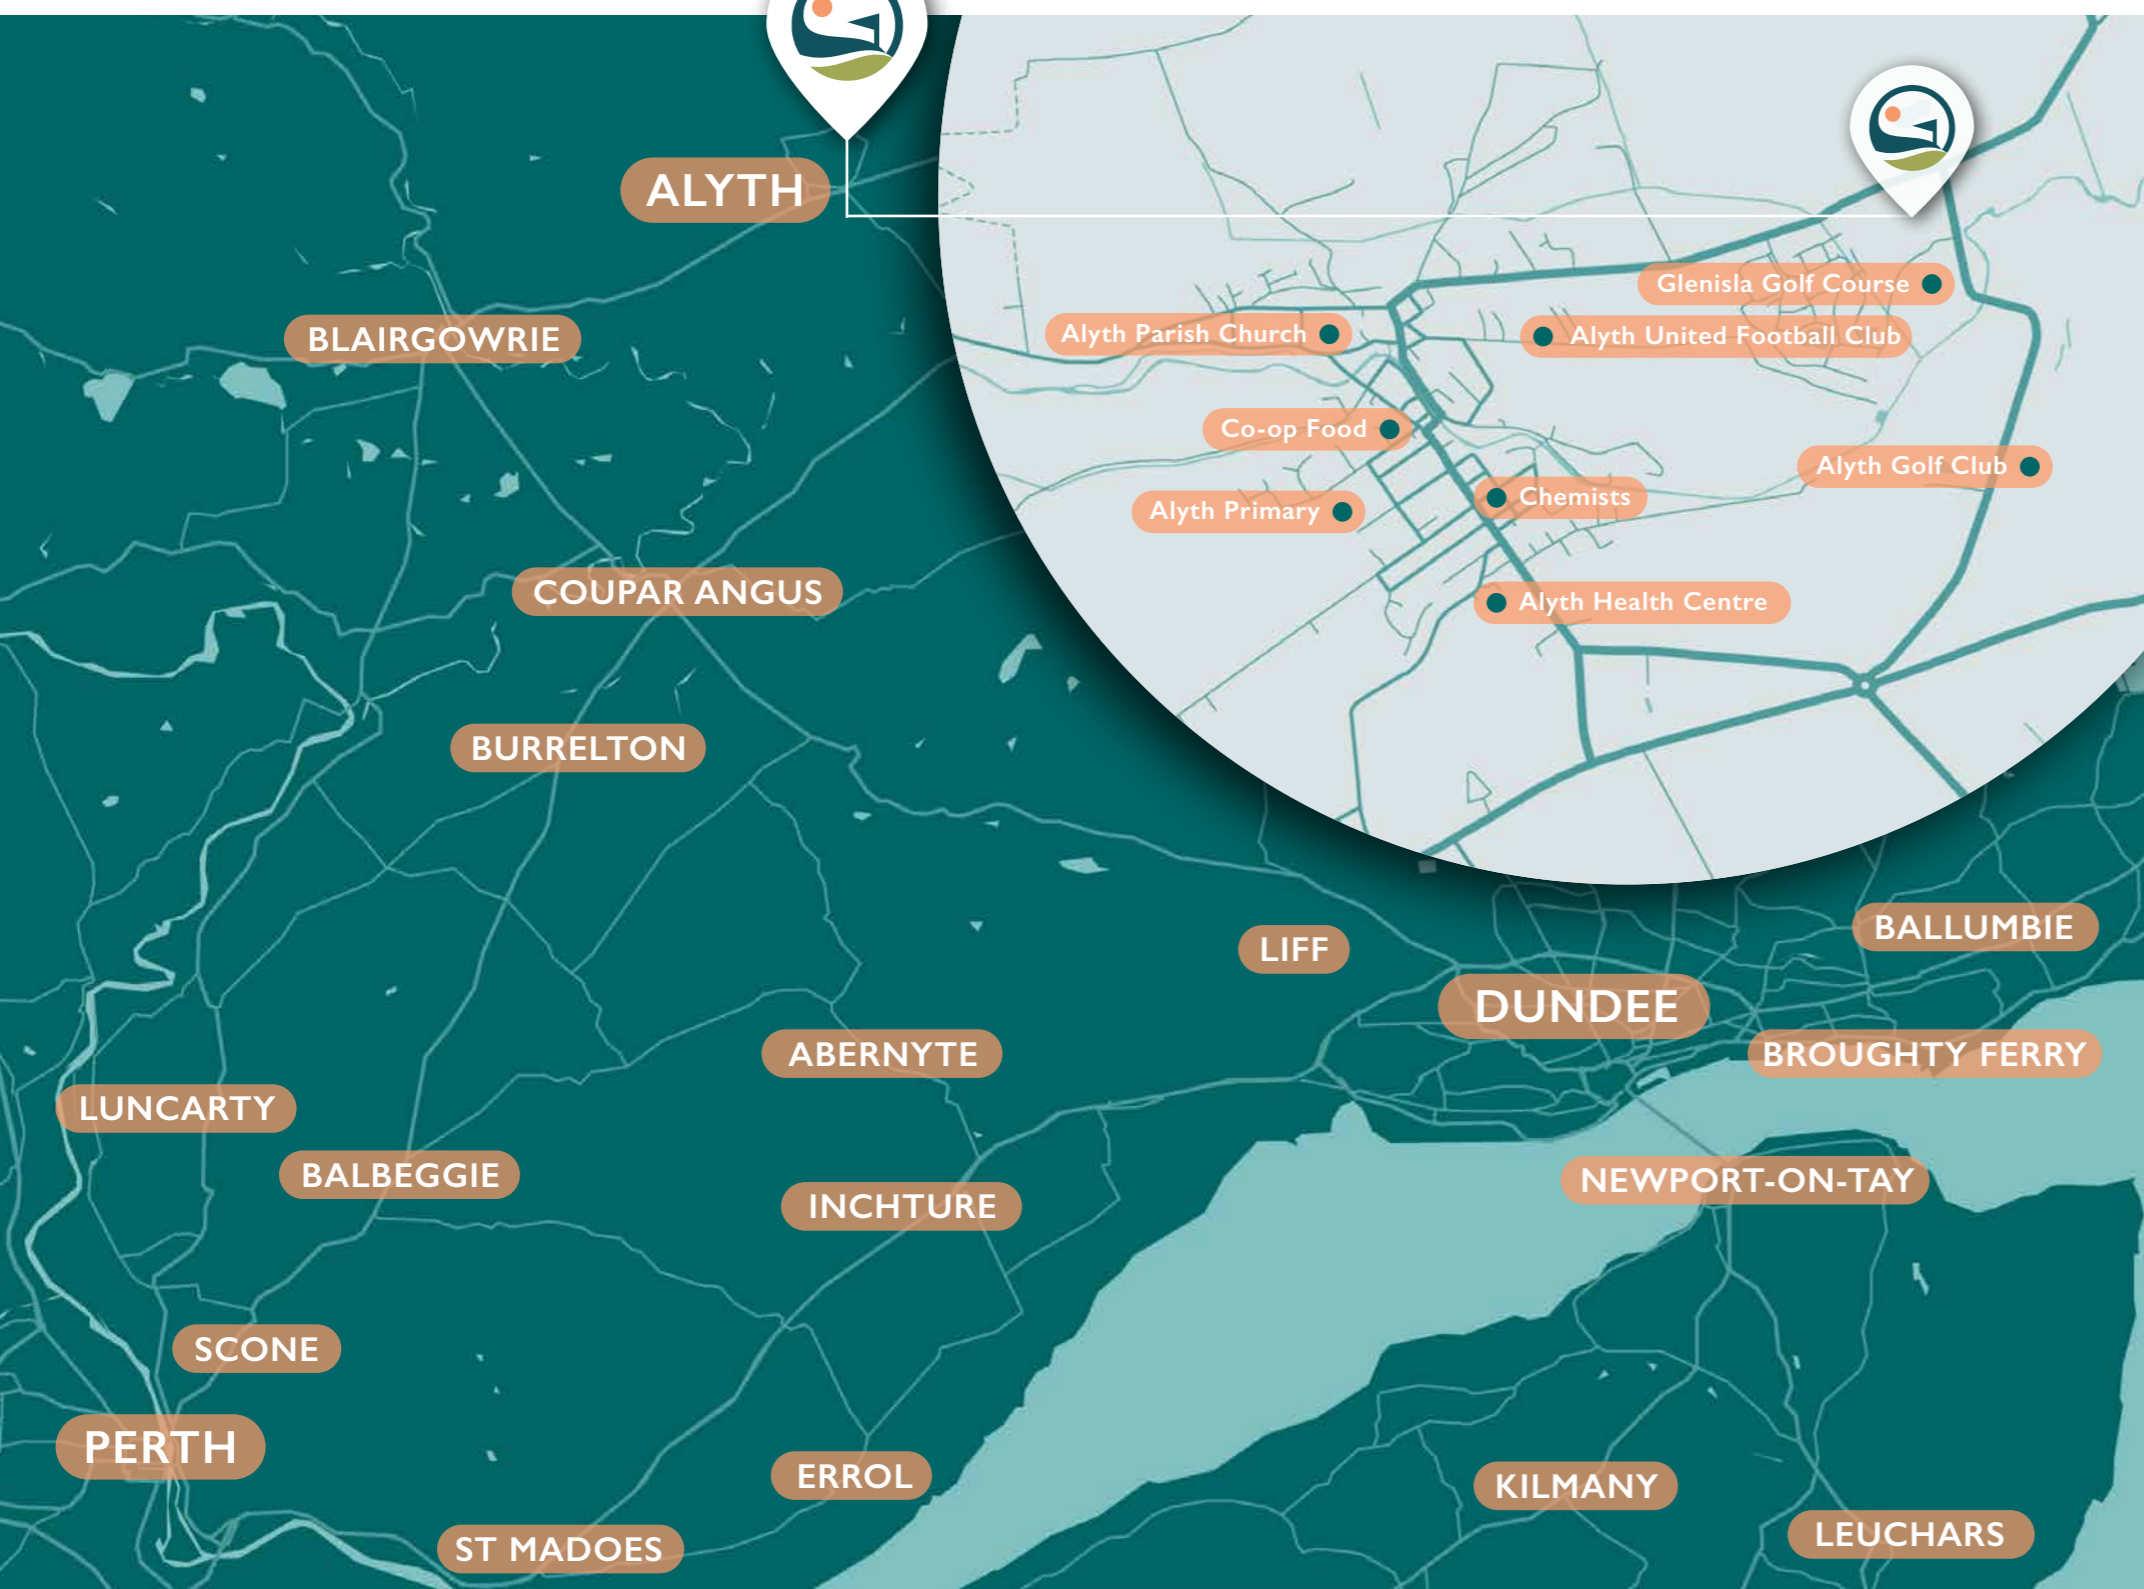 ALYTH
Glenisla Golf Course
Alyth Parish Church
Alyth United Football Club
BLAIRGOWRIE
Co-op Food
Alyth Golf Club
Chemists
Alyth Primary
COUPAR ANGUS
Alyth Health Centre
BURRELTON
BALLUMBIE
LIFF
DUNDEE
ABERNYTE
BROUGHTY FERRY
LUNCARTY
BALBEGGIE
NEWPORT-ON-TAY
INCHTURE
SCONE
PERTH
ERROL
KILMANY
LEUCHARS
ST MADOES